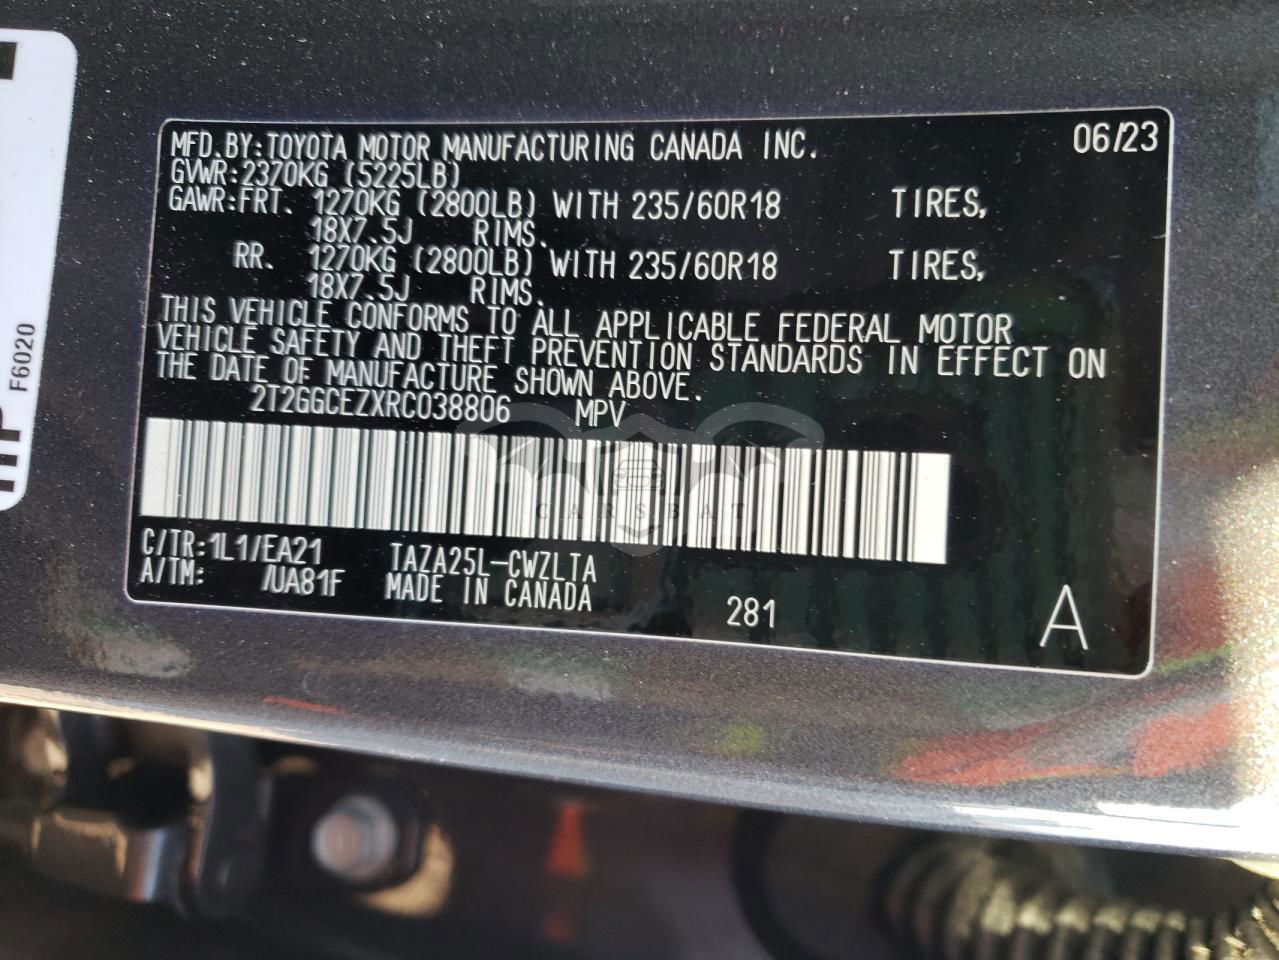 MFD.BY:TOYOTA MOTOR MANUFACTURING CANADA INC. 06/23
GVWR:2370KG (5225LB)
GAWR:FRT. 1270KG (2800LB) WITH 235/60R18 TIRES,
18X7.5J RIMS.
RR. 1270KG (2800LB) WITH 235/60R18 TIRES,
18X7.5J RIMS.
THIS VEHICLE CONFORMS TO ALL APPLICABLE FEDERAL MOTOR
VEHICLE SAFETY AND THEFT PREVENTION STANDARDS IN EFFECT ON
THE DATE OF MANUFACTURE SHOWN ABOVE.
2T2GGCEZXRC038806 MPV
CARSBAT
C/TR:1L1/EA21 TAZA25L-CWZLTA
A/TM: /UA81F MADE IN CANADA
281 A
F6020